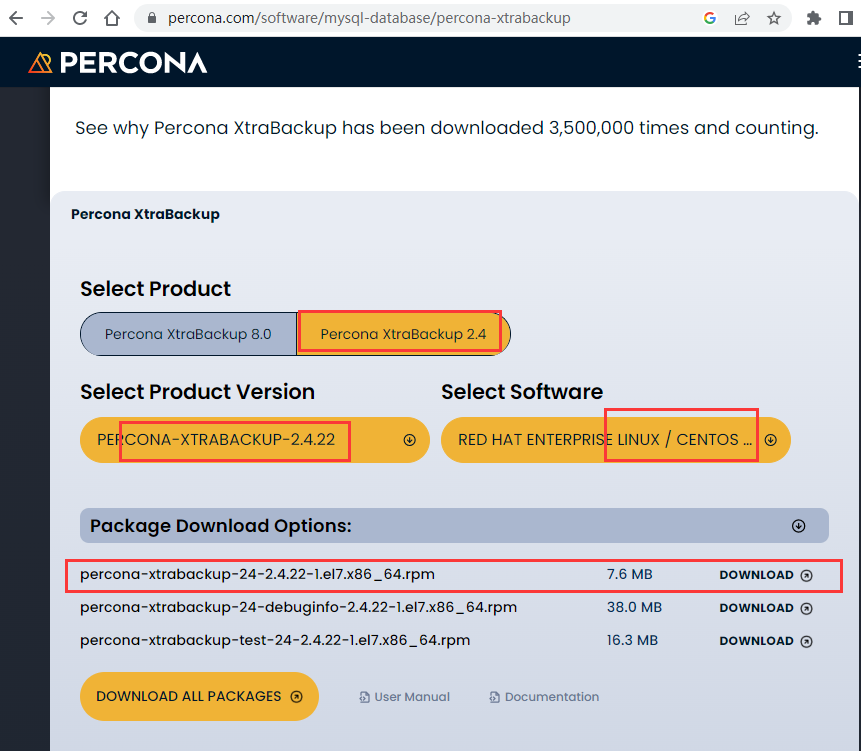 percona.com/software/mysql-database/percona-xtrabackup
PERCONA
See why Percona XtraBackup has been downloaded 3,500,000 times and counting.
Percona XtraBackup
Select Product
Percona XtraBackup 8.0 Percona XtraBackup 2.4
Select Product Version Select Software
PERCONA-XTRABACKUP-2.4.22 RED HAT ENTERPRISE LINUX / CENTOS ...
Package Download Options:
percona-xtrabackup-24-2.4.22-1.el7.x86_64.rpm 7.6 MB DOWNLOAD
percona-xtrabackup-24-debuginfo-2.4.22-1.el7.x86_64.rpm 38.0 MB DOWNLOAD
percona-xtrabackup-test-24-2.4.22-1.el7.x86_64.rpm 16.3 MB DOWNLOAD
DOWNLOAD ALL PACKAGES User Manual Documentation